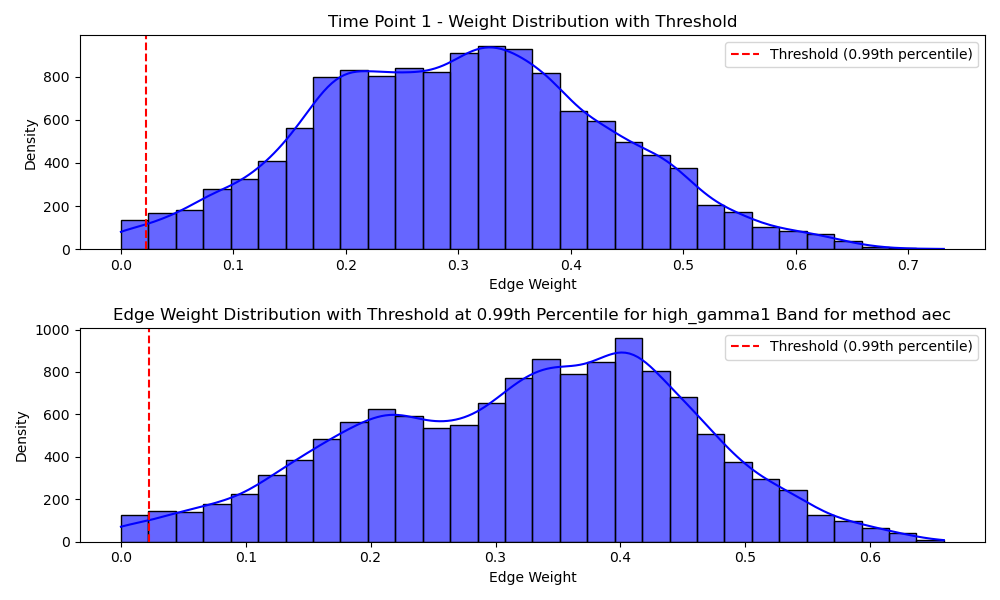 Time Point 1 - Weight Distribution with Threshold
Threshold (0.99th percentile)
Density
800
600
400
200
0
0.0 0.1 0.2 0.3 0.4 0.5 0.6 0.7
Edge Weight
Edge Weight Distribution with Threshold at 0.99th Percentile for high_gamma1 Band for method aec
Threshold (0.99th percentile)
Density
1000
800
600
400
200
0
0.0 0.1 0.2 0.3 0.4 0.5 0.6
Edge Weight